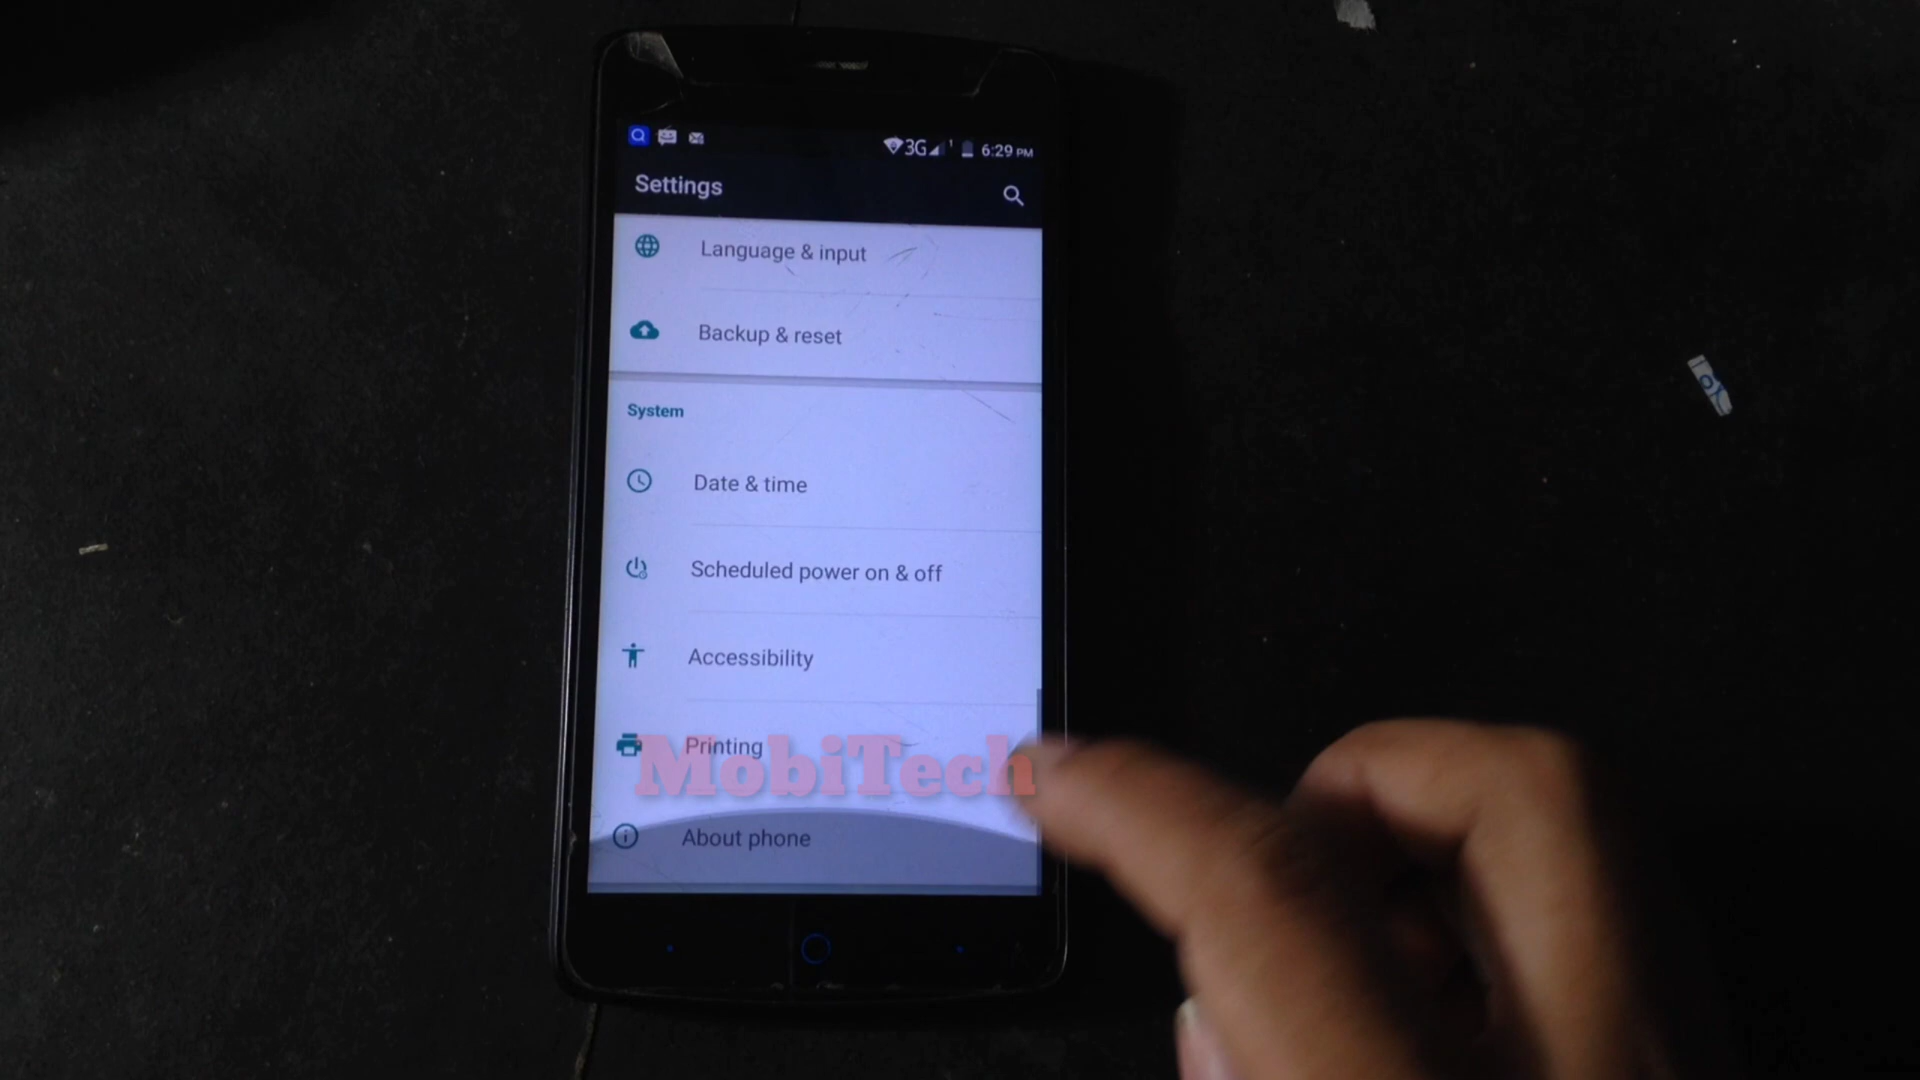 3G 1 6:29 PM
Settings
Language & input
Backup & reset
System
Date & time
Scheduled power on & off
Accessibility
Printing
MobiTech
About phone